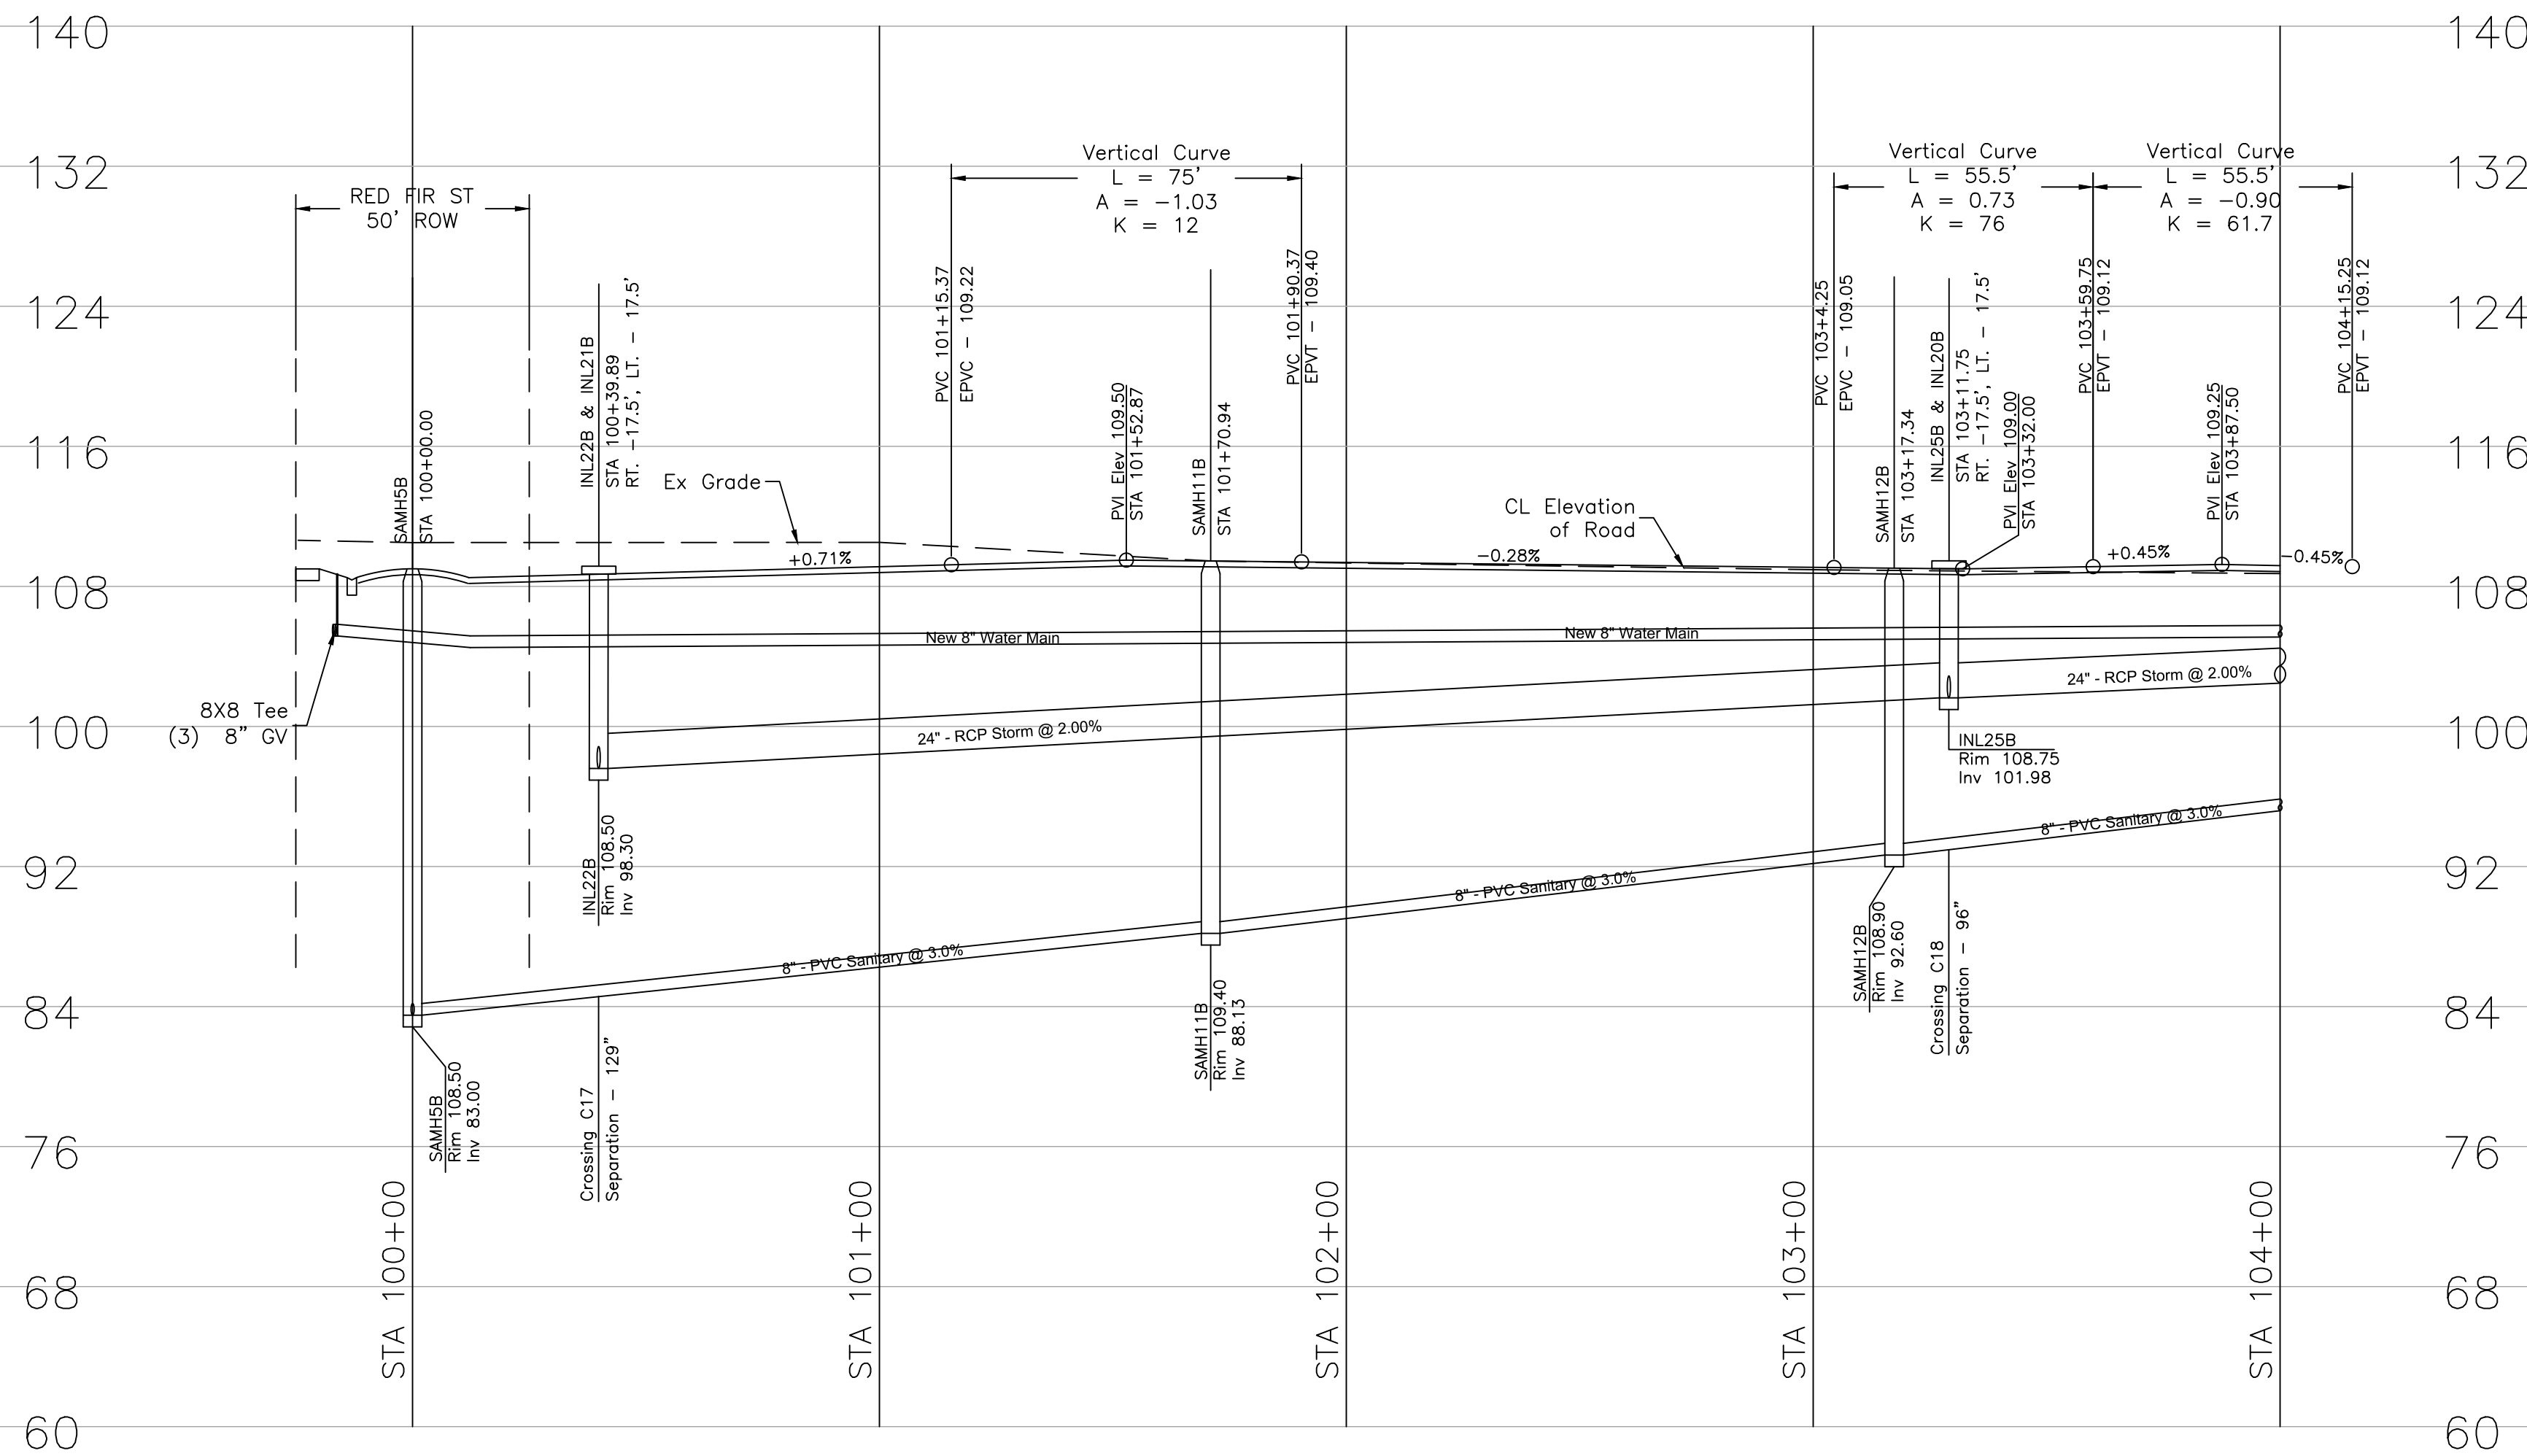 140
140
132
132
124
124
116
116
108
108
100
100
92
92
84
84
76
76
68
68
60
60
RED FIR ST
50' ROW
Vertical Curve
L = 75'
A = -1.03
K = 12
Vertical Curve
L = 55.5'
A = 0.73
K = 76
Vertical Curve
L = 55.5'
A = -0.90
K = 61.7
SAMH5B
STA 100+00.00
INL22B & INL21B
STA 100+39.89
RT. -17.5', LT. - 17.5'
Ex Grade
PVC 101+15.37
EPVC - 109.22
PVI Elev 109.50
STA 101+52.87
SAMH11B
STA 101+70.94
PVC 101+90.37
EPVT - 109.40
CL Elevation
of Road
PVC 103+4.25
EPVC - 109.05
SAMH12B
STA 103+17.34
INL25B & INL20B
STA 103+11.75
RT. -17.5', LT. - 17.5'
PVI Elev 109.00
STA 103+32.00
PVC 103+59.75
EPVT - 109.12
PVI Elev 109.25
STA 103+87.50
PVC 104+15.25
EPVT - 109.12
+0.71%
-0.28%
+0.45%
-0.45%
New 8" Water Main
New 8" Water Main
8X8 Tee
(3) 8" GV
24" - RCP Storm @ 2.00%
24" - RCP Storm @ 2.00%
INL25B
Rim 108.75
Inv 101.98
INL22B
Rim 108.50
Inv 98.30
8" - PVC Sanitary @ 3.0%
8" - PVC Sanitary @ 3.0%
8" - PVC Sanitary @ 3.0%
SAMH5B
Rim 108.50
Inv 83.00
Crossing C17
Separation - 129"
SAMH11B
Rim 109.40
Inv 88.13
SAMH12B
Rim 108.90
Inv 92.60
Crossing C18
Separation - 96"
STA 100+00
STA 101+00
STA 102+00
STA 103+00
STA 104+00